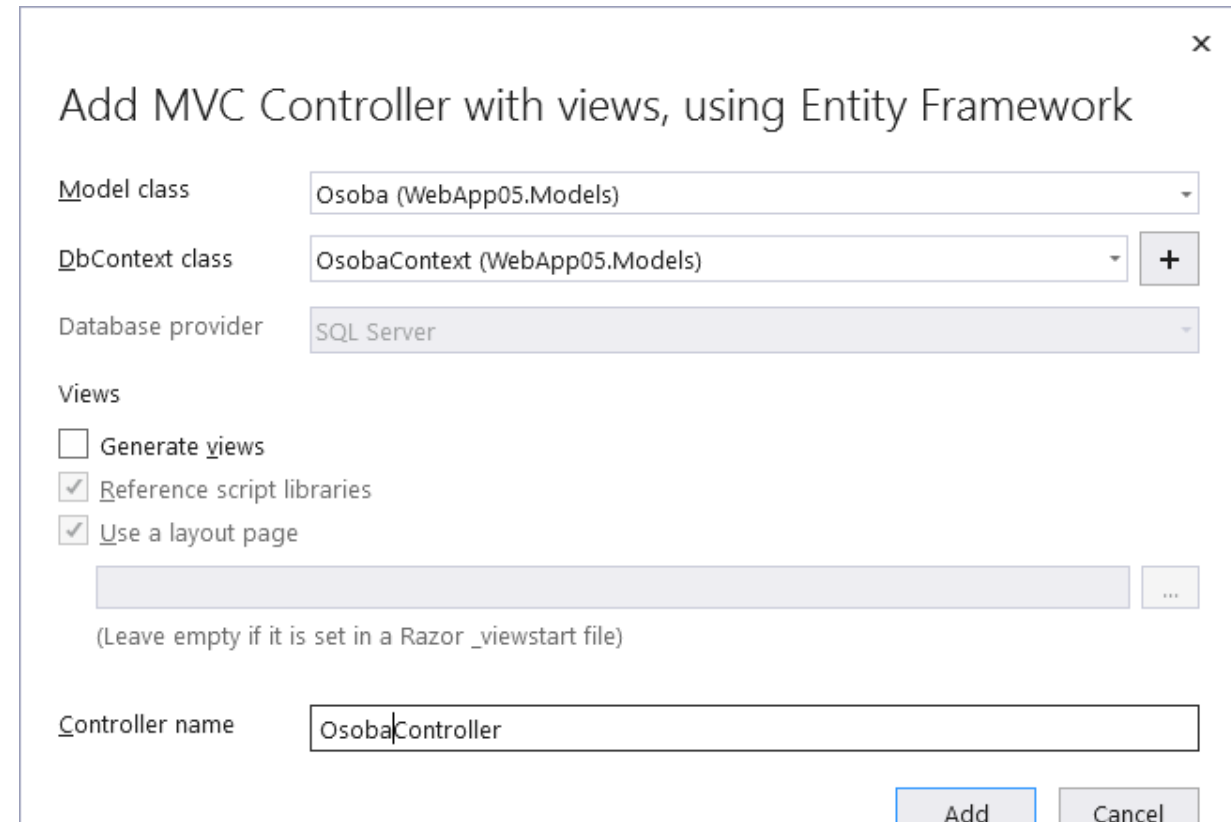 Add MVC Controller with views, using Entity Framework
Model class
Osoba (WebApp05.Models)
DbContext class
OsobaContext (WebApp05.Models)
+
Database provider
SQL Server
Views
Generate views
Reference script libraries
Use a layout page
...
(Leave empty if it is set in a Razor _viewstart file)
Controller name
OsobaController
Add
Cancel